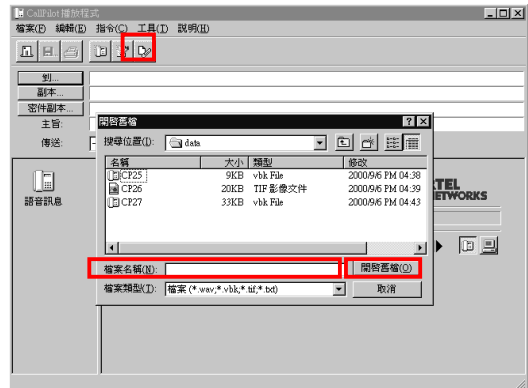 CallPilot 播放程式
檔案(F) 編輯(E) 指令(C) 工具(T) 說明(H)
到...
副本...
密件副本...
主旨:
傳送:
開啓舊檔
搜尋位置(I): data
名稱 大小 類型 修改
CP25 9KB vbk File 2000/9/6 PM 04:38
CP26 20KB TIF 影像文件 2000/9/6 PM 04:39
CP27 33KB vbk File 2000/9/6 PM 04:43
語音訊息
TEL
ETWORKS
檔案名稱(N): 開啓舊檔(O)
檔案類型(T): 檔案 (*.wav;*.vbk;*.tif;*.txt) 取消